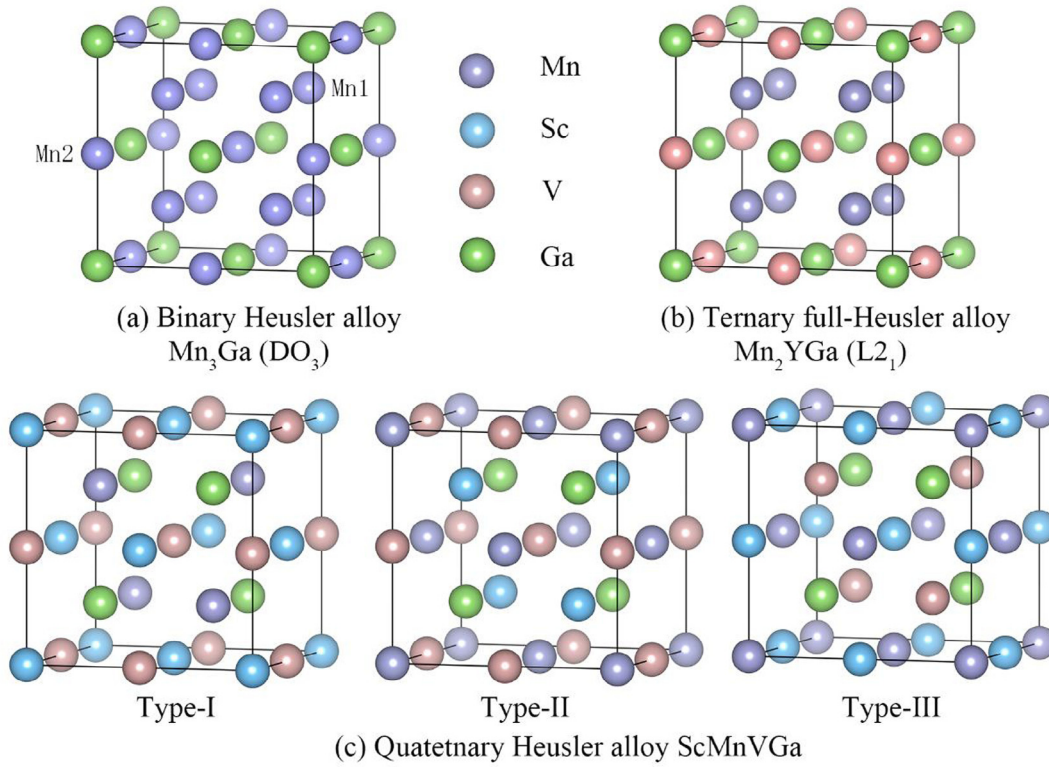 Mn1
Mn2
Mn
Sc
V
Ga
(a) Binary Heusler alloy
Mn₃Ga (DO₃)
(b) Ternary full-Heusler alloy
Mn₂YGa (L2₁)
Type-I
Type-II
Type-III
(c) Quatetnary Heusler alloy ScMnVGa